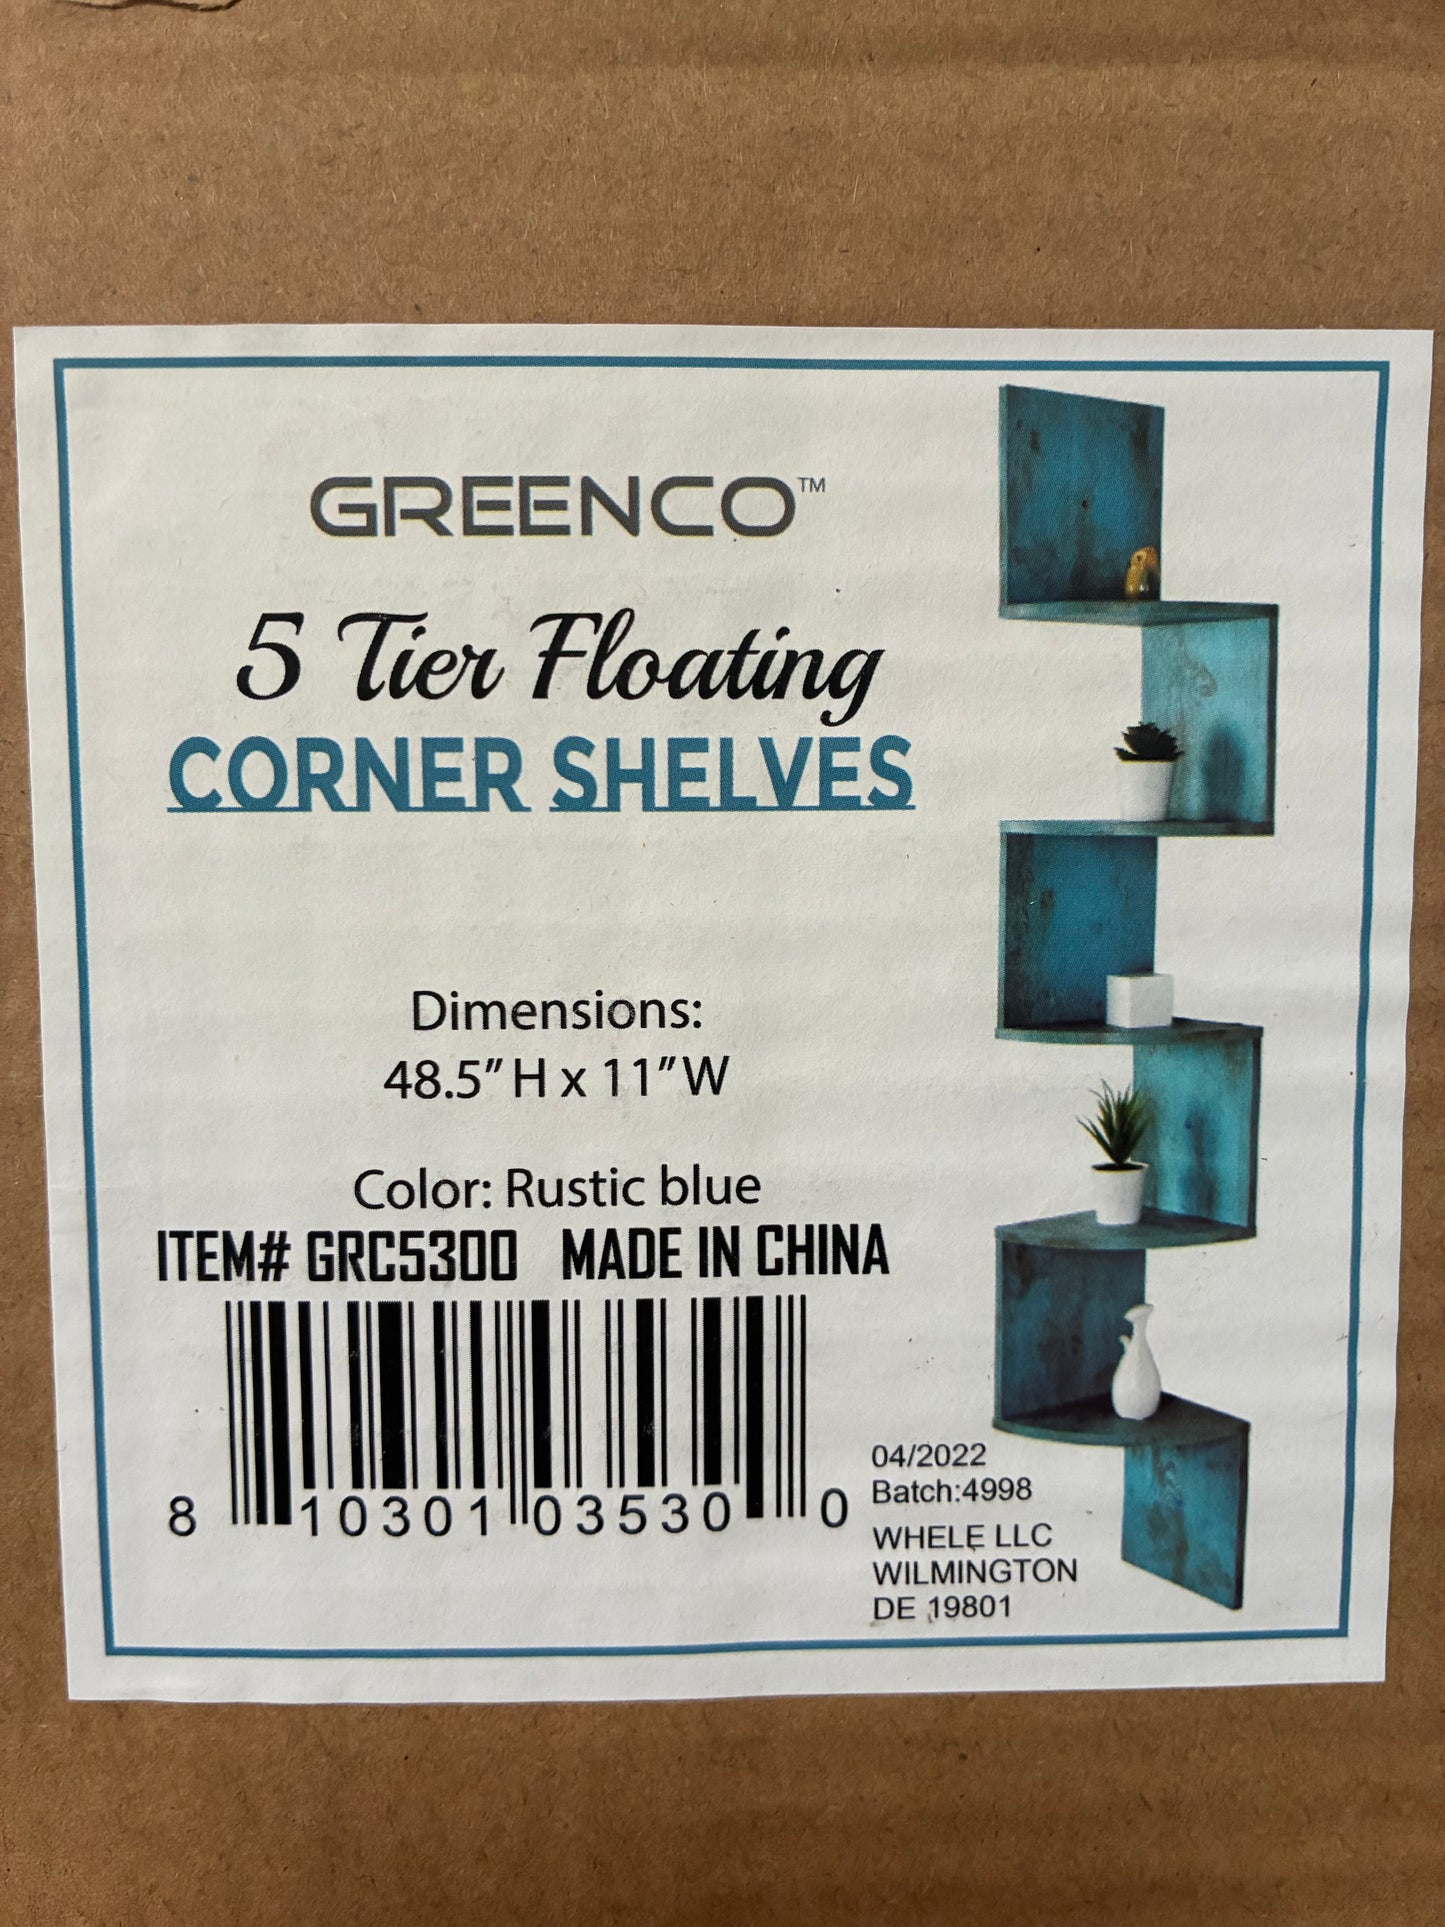 GREENCO™
5 Tier Floating
CORNER SHELVES
Dimensions:
48.5" H x 11" W
Color: Rustic blue
ITEM# GRC5300 MADE IN CHINA
8 10301 03530 0
04/2022
Batch:4998
WHELE LLC
WILMINGTON
DE 19801